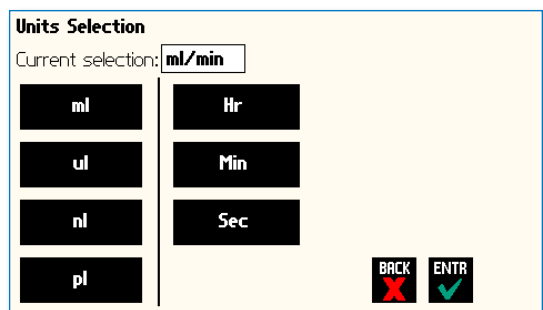 Units Selection
Current selection: ml/min
ml
Hr
ul
Min
nl
Sec
pl
BACK
ENTR